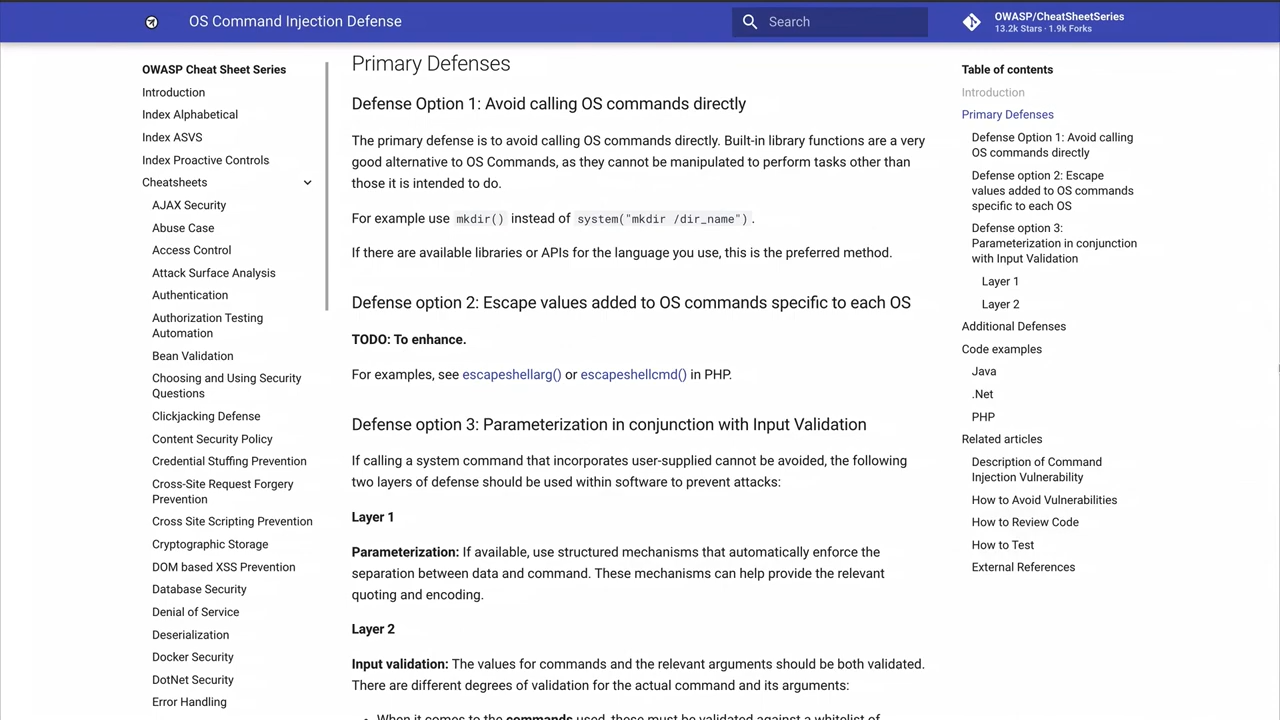 OS Command Injection Defense
Search
OWASP/CheatSheetSeries
13.2k Stars · 1.9k Forks
OWASP Cheat Sheet Series
Introduction
Index Alphabetical
Index ASVS
Index Proactive Controls
Cheatsheets
AJAX Security
Abuse Case
Access Control
Attack Surface Analysis
Authentication
Authorization Testing
Automation
Bean Validation
Choosing and Using Security
Questions
Clickjacking Defense
Content Security Policy
Credential Stuffing Prevention
Cross-Site Request Forgery
Prevention
Cross Site Scripting Prevention
Cryptographic Storage
DOM based XSS Prevention
Database Security
Denial of Service
Deserialization
Docker Security
DotNet Security
Error Handling
Primary Defenses
Defense Option 1: Avoid calling OS commands directly
The primary defense is to avoid calling OS commands directly. Built-in library functions are a very
good alternative to OS Commands, as they cannot be manipulated to perform tasks other than
those it is intended to do.
For example use mkdir() instead of system("mkdir /dir_name").
If there are available libraries or APIs for the language you use, this is the preferred method.
Defense option 2: Escape values added to OS commands specific to each OS
TODO: To enhance.
For examples, see escapeshellarg() or escapeshellcmd() in PHP.
Defense option 3: Parameterization in conjunction with Input Validation
If calling a system command that incorporates user-supplied cannot be avoided, the following
two layers of defense should be used within software to prevent attacks:
Layer 1
Parameterization: If available, use structured mechanisms that automatically enforce the
separation between data and command. These mechanisms can help provide the relevant
quoting and encoding.
Layer 2
Input validation: The values for commands and the relevant arguments should be both validated.
There are different degrees of validation for the actual command and its arguments:
• When it comes to the commands used, these must be validated against a whitelist of
Table of contents
Introduction
Primary Defenses
Defense Option 1: Avoid calling
OS commands directly
Defense option 2: Escape
values added to OS commands
specific to each OS
Defense option 3:
Parameterization in conjunction
with Input Validation
Layer 1
Layer 2
Additional Defenses
Code examples
Java
.Net
PHP
Related articles
Description of Command
Injection Vulnerability
How to Avoid Vulnerabilities
How to Review Code
How to Test
External References